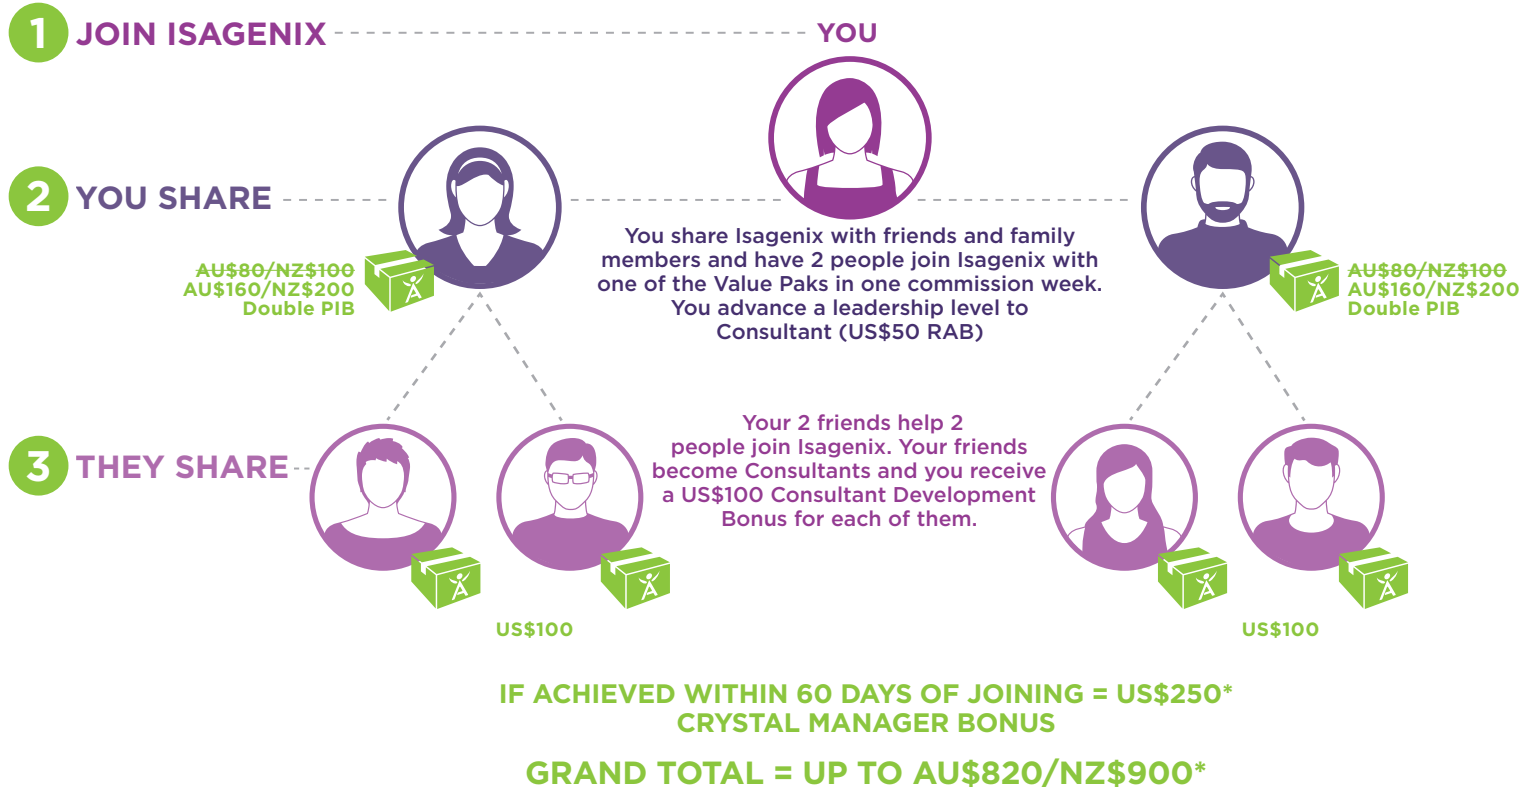 1 JOIN ISAGENIX
YOU
2 YOU SHARE
AU$80/NZ$100
AU$160/NZ$200
Double PIB
You share Isagenix with friends and family
members and have 2 people join Isagenix with
one of the Value Paks in one commission week.
You advance a leadership level to
Consultant (US$50 RAB)
AU$80/NZ$100
AU$160/NZ$200
Double PIB
3 THEY SHARE
Your 2 friends help 2
people join Isagenix. Your friends
become Consultants and you receive
a US$100 Consultant Development
Bonus for each of them.
US$100
US$100
IF ACHIEVED WITHIN 60 DAYS OF JOINING = US$250*
CRYSTAL MANAGER BONUS
GRAND TOTAL = UP TO AU$820/NZ$900*